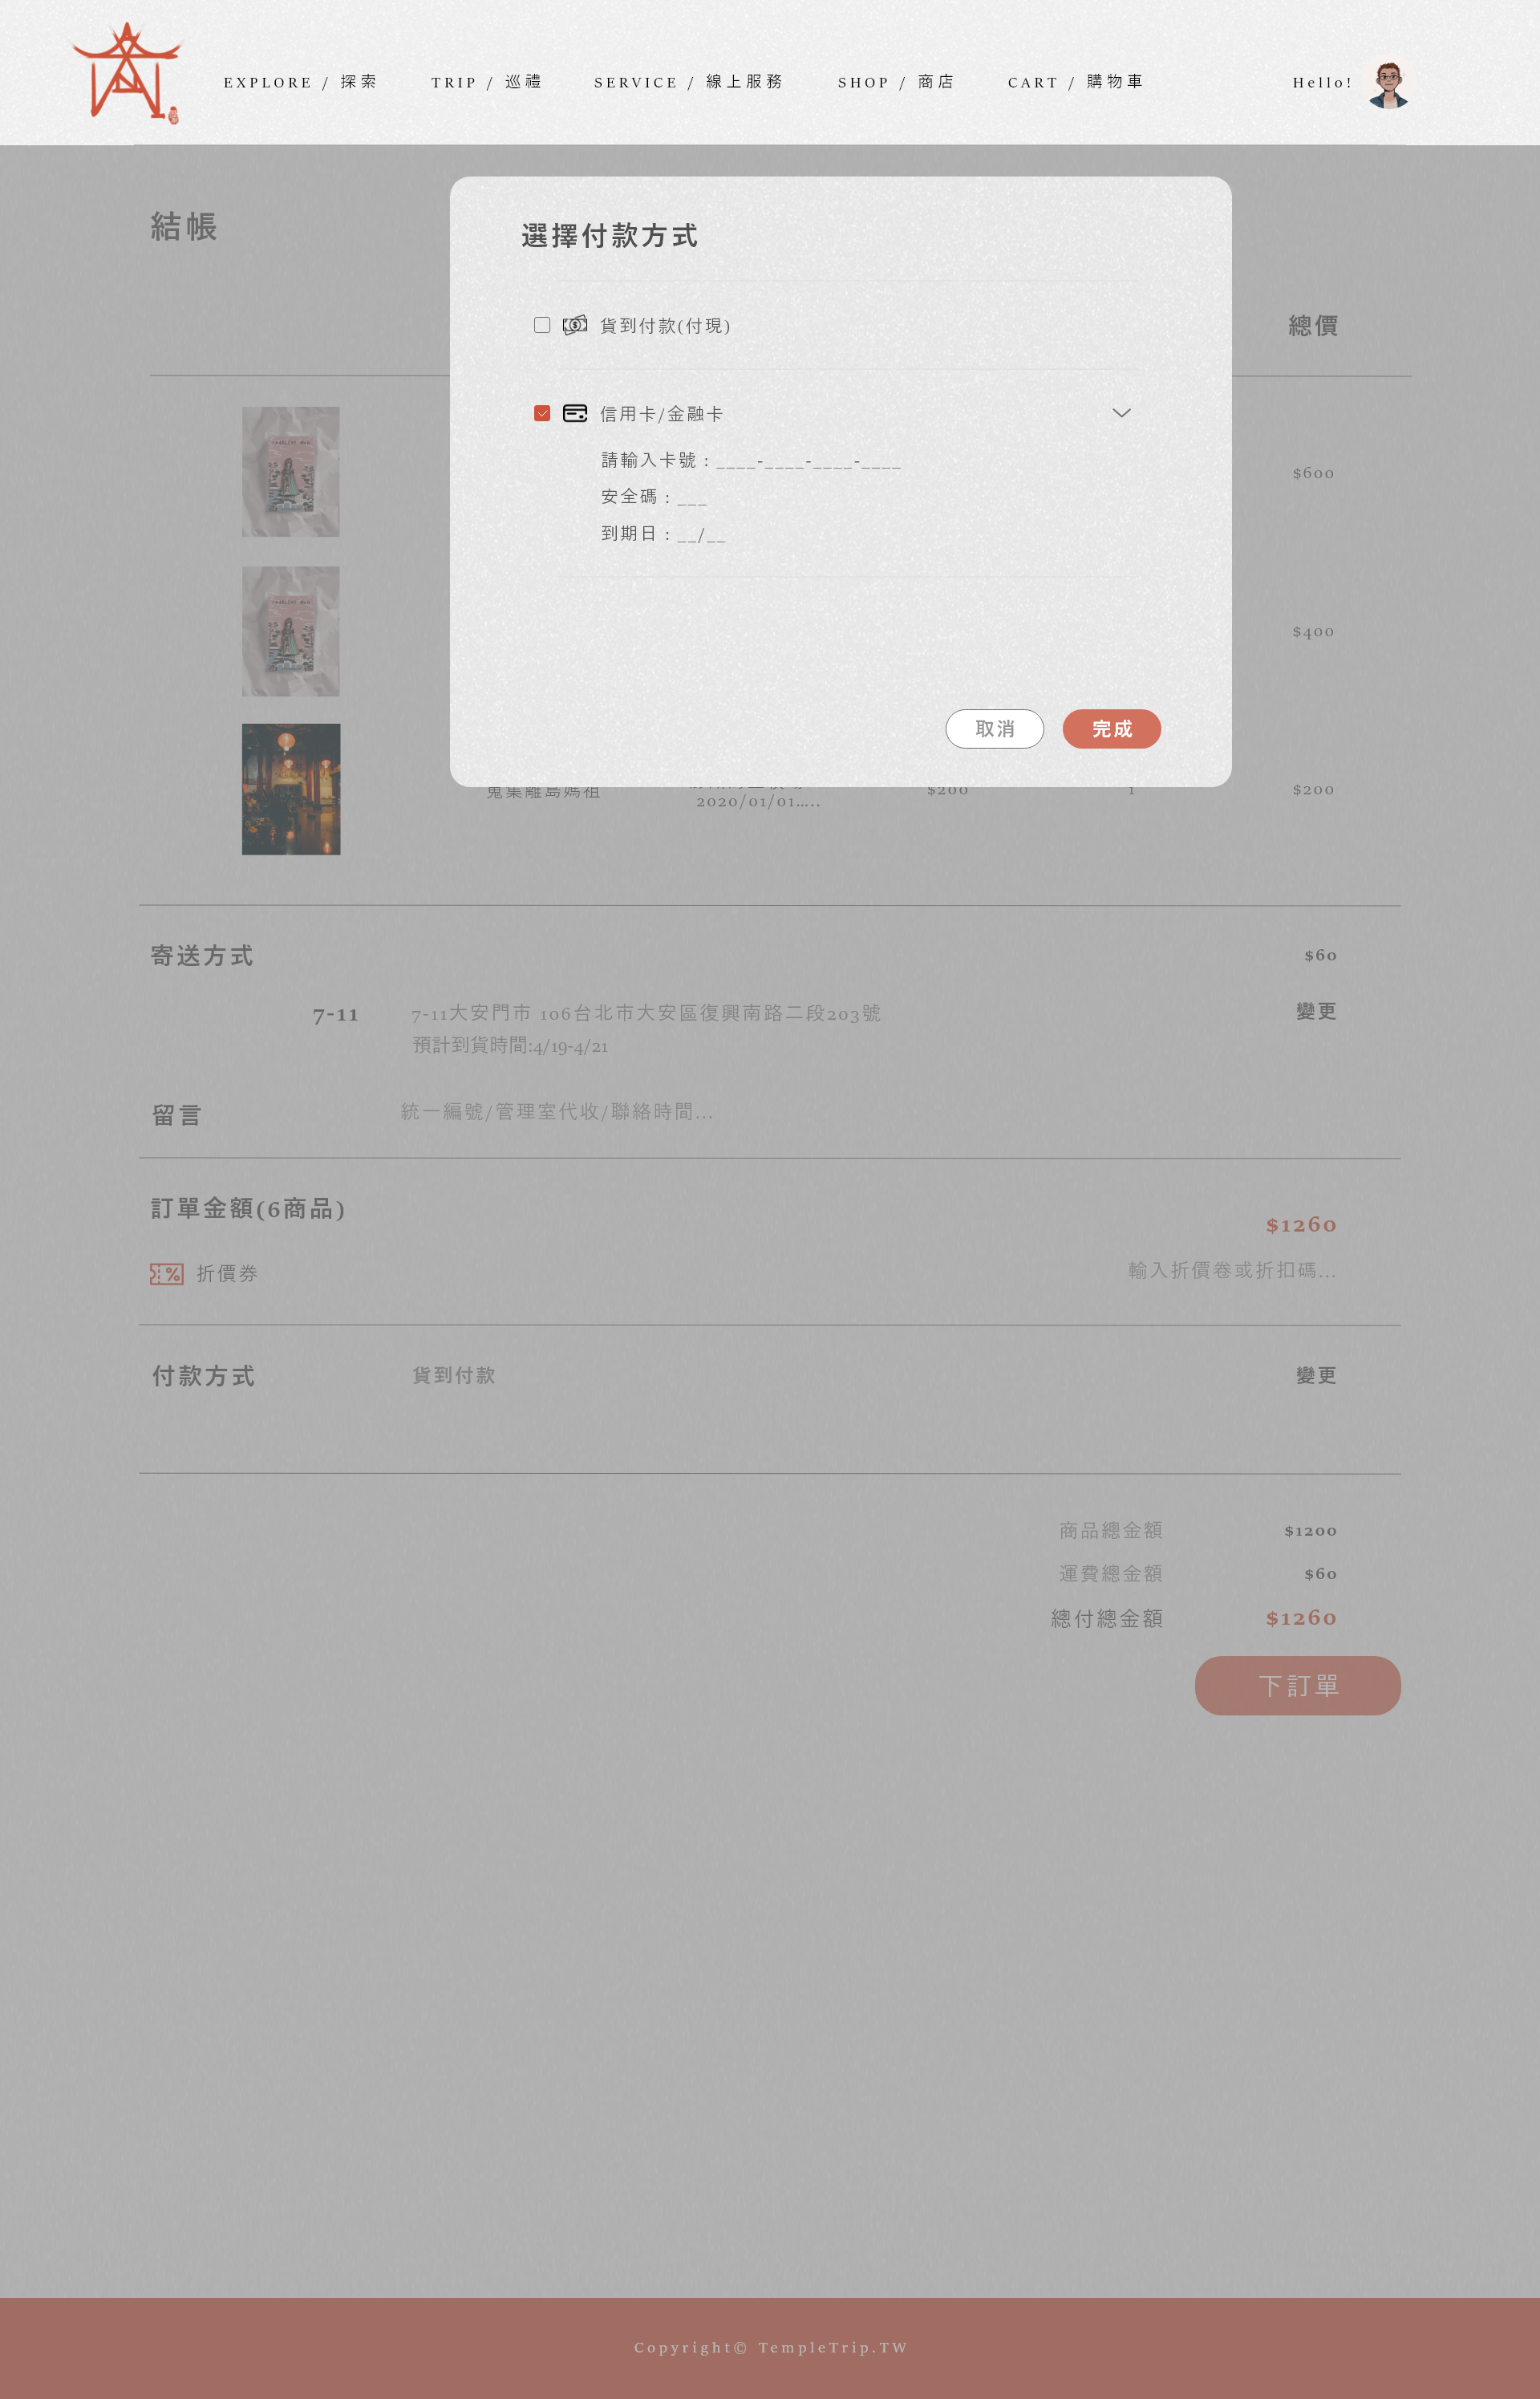 EXPLORE / 探索
TRIP / 巡禮
SERVICE / 線上服務
SHOP / 商店
CART / 購物車
Hello!
結帳
選擇付款方式
總價
貨到付款(付現)
信用卡/金融卡
請輸入卡號 : ____-____-____-____
安全碼 : ___
到期日 : __/__
$600
$400
取消
完成
蒐集離島媽祖
2020/01/01.....
$200
1
$200
寄送方式
$60
7-11
7-11大安門市 106台北市大安區復興南路二段203號
變更
預計到貨時間:4/19-4/21
留言
統一編號/管理室代收/聯絡時間...
訂單金額(6商品)
$1260
折價券
輸入折價卷或折扣碼...
付款方式
貨到付款
變更
商品總金額
$1200
運費總金額
$60
總付總金額
$1260
下訂單
Copyright© TempleTrip.TW